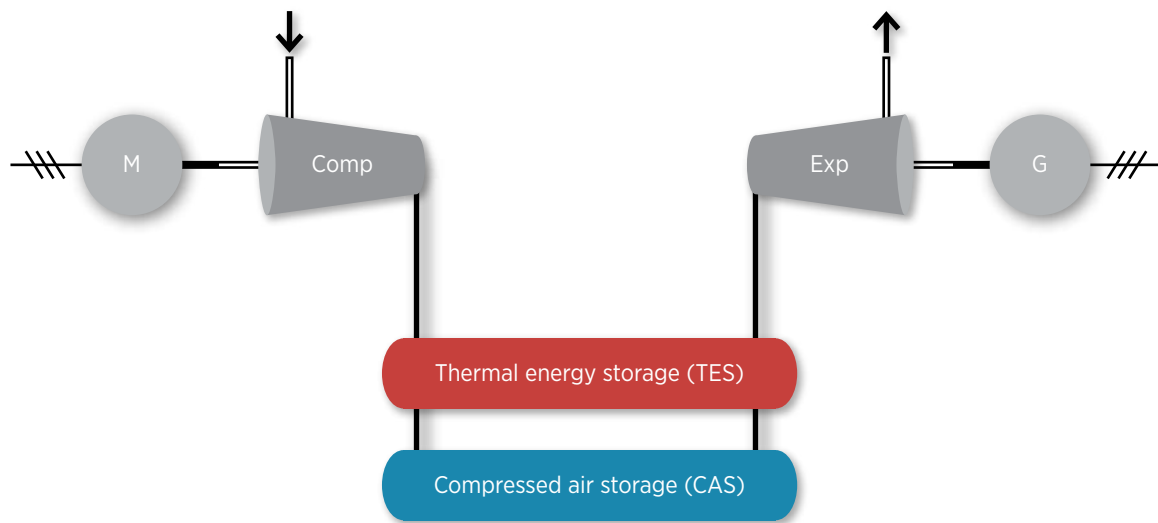 M
Comp
Exp
G
Thermal energy storage (TES)
Compressed air storage (CAS)